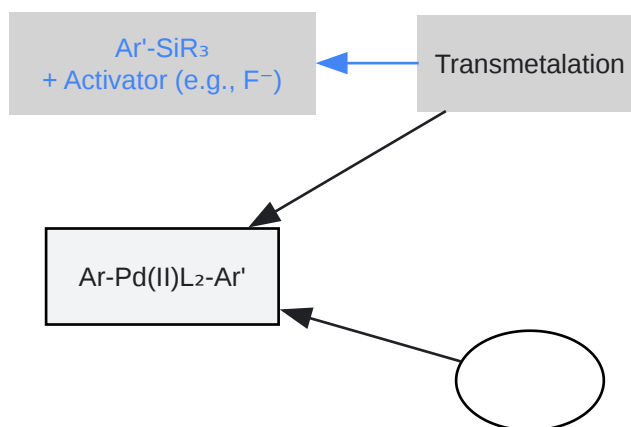 Ar'-SiR₃
+ Activator (e.g., F⁻)
Transmetalation
Ar-Pd(II)L₂-Ar'